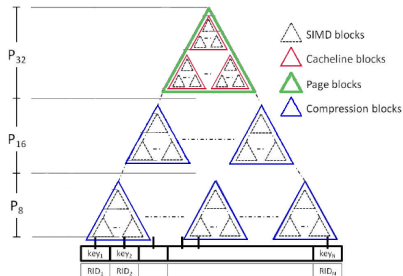 P32
SIMD blocks
Cacheline blocks
Page blocks
Compression blocks
P16
P8
key1 key2 keyN
RID1 RID2 RIDN